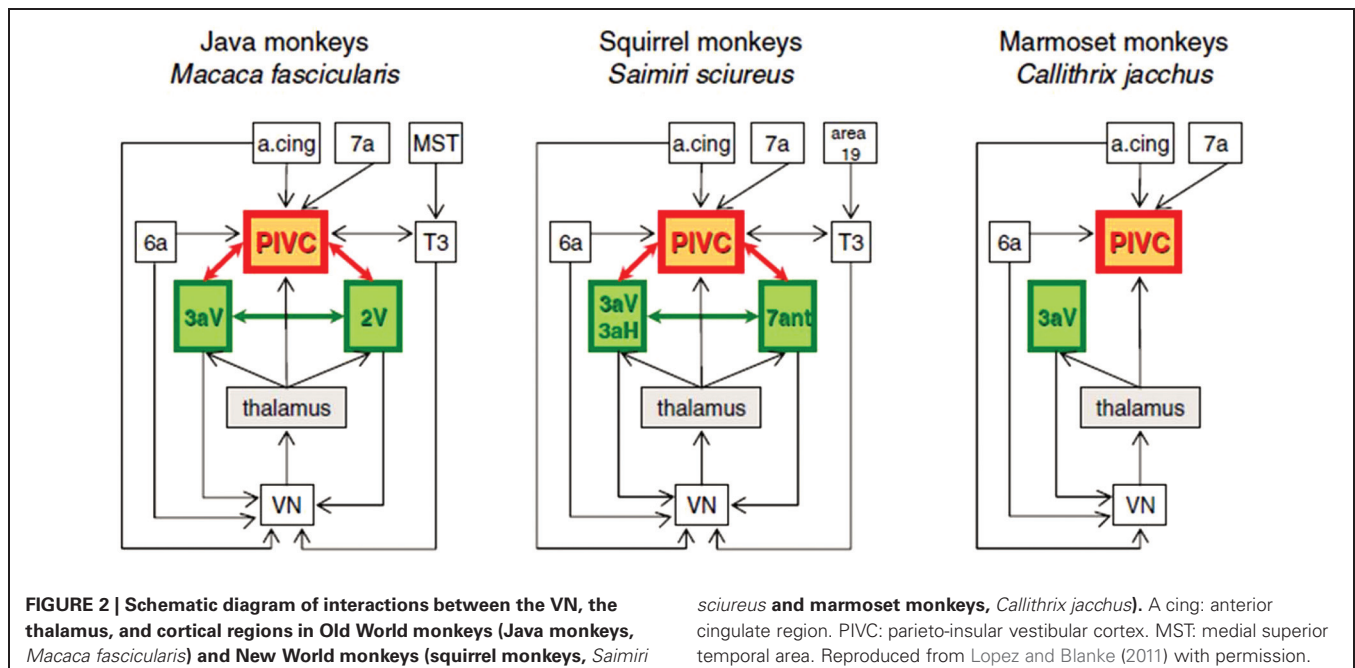 Java monkeys
Macaca fascicularis
a.cing
7a
MST
6a
PIVC
T3
3aV
2V
thalamus
VN
Squirrel monkeys
Saimiri sciureus
a.cing
7a
area
19
6a
PIVC
T3
3aV
3aH
7ant
thalamus
VN
Marmoset monkeys
Callithrix jacchus
a.cing
7a
6a
PIVC
3aV
thalamus
VN
FIGURE 2 | Schematic diagram of interactions between the VN, the
thalamus, and cortical regions in Old World monkeys (Java monkeys,
Macaca fascicularis) and New World monkeys (squirrel monkeys, Saimiri
sciureus and marmoset monkeys, Callithrix jacchus). A cing: anterior
cingulate region. PIVC: parieto-insular vestibular cortex. MST: medial superior
temporal area. Reproduced from Lopez and Blanke (2011) with permission.